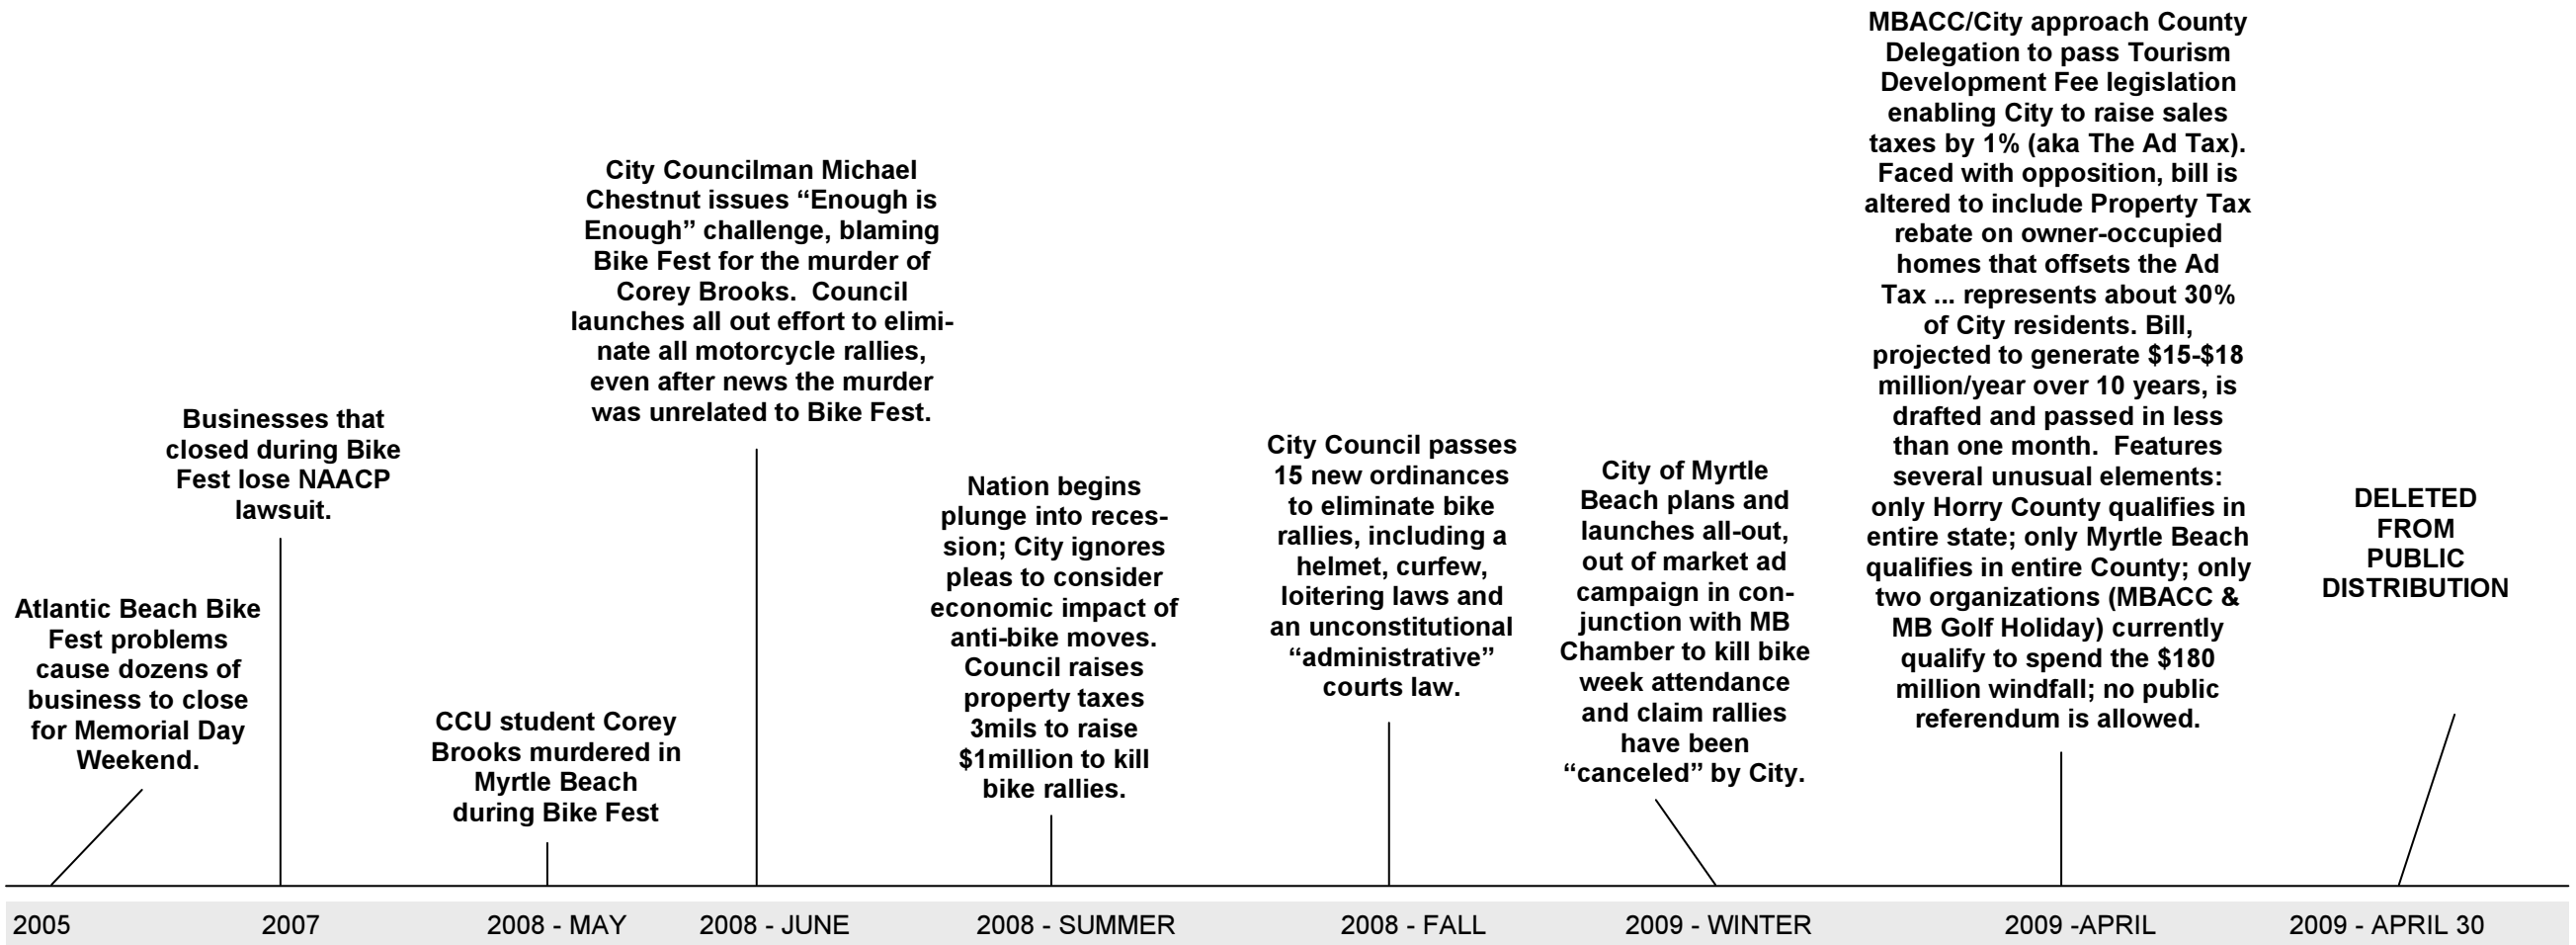 Atlantic Beach Bike
Fest problems
cause dozens of
business to close
for Memorial Day
Weekend.
Businesses that
closed during Bike
Fest lose NAACP
lawsuit.
CCU student Corey
Brooks murdered in
Myrtle Beach
during Bike Fest
City Councilman Michael
Chestnut issues “Enough is
Enough” challenge, blaming
Bike Fest for the murder of
Corey Brooks.  Council
launches all out effort to elimi-
nate all motorcycle rallies,
even after news the murder
was unrelated to Bike Fest.
Nation begins
plunge into reces-
sion; City ignores
pleas to consider
economic impact of
anti-bike moves.
Council raises
property taxes
3mils to raise
$1million to kill
bike rallies.
City Council passes
15 new ordinances
to eliminate bike
rallies, including a
helmet, curfew,
loitering laws and
an unconstitutional
“administrative”
courts law.
City of Myrtle
Beach plans and
launches all-out,
out of market ad
campaign in con-
junction with MB
Chamber to kill bike
week attendance
and claim rallies
have been
“canceled” by City.
MBACC/City approach County
Delegation to pass Tourism
Development Fee legislation
enabling City to raise sales
taxes by 1% (aka The Ad Tax).
Faced with opposition, bill is
altered to include Property Tax
rebate on owner-occupied
homes that offsets the Ad
Tax ... represents about 30%
of City residents. Bill,
projected to generate $15-$18
million/year over 10 years, is
drafted and passed in less
than one month.  Features
several unusual elements:
only Horry County qualifies in
entire state; only Myrtle Beach
qualifies in entire County; only
two organizations (MBACC &
MB Golf Holiday) currently
qualify to spend the $180
million windfall; no public
referendum is allowed.
DELETED
FROM
PUBLIC
DISTRIBUTION
2005
2007
2008 - MAY
2008 - JUNE
2008 - SUMMER
2008 - FALL
2009 - WINTER
2009 -APRIL
2009 - APRIL 30